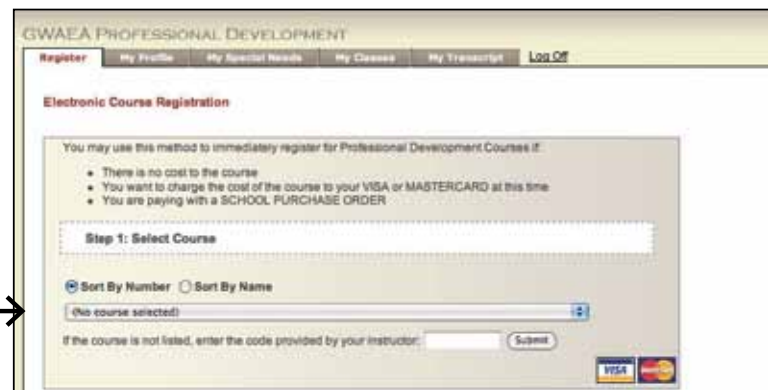 GWAEA PROFESSIONAL DEVELOPMENT
Register My Profile My Special Needs My Classes My Transcript Log Off
Electronic Course Registration
You may use this method to immediately register for Professional Development Courses if:
• There is no cost to the course
• You want to charge the cost of the course to your VISA or MASTERCARD at this time
• You are paying with a SCHOOL PURCHASE ORDER
Step 1: Select Course
Sort By Number Sort By Name
(No course selected)
If the course is not listed, enter the code provided by your instructor: Submit
VISA MasterCard